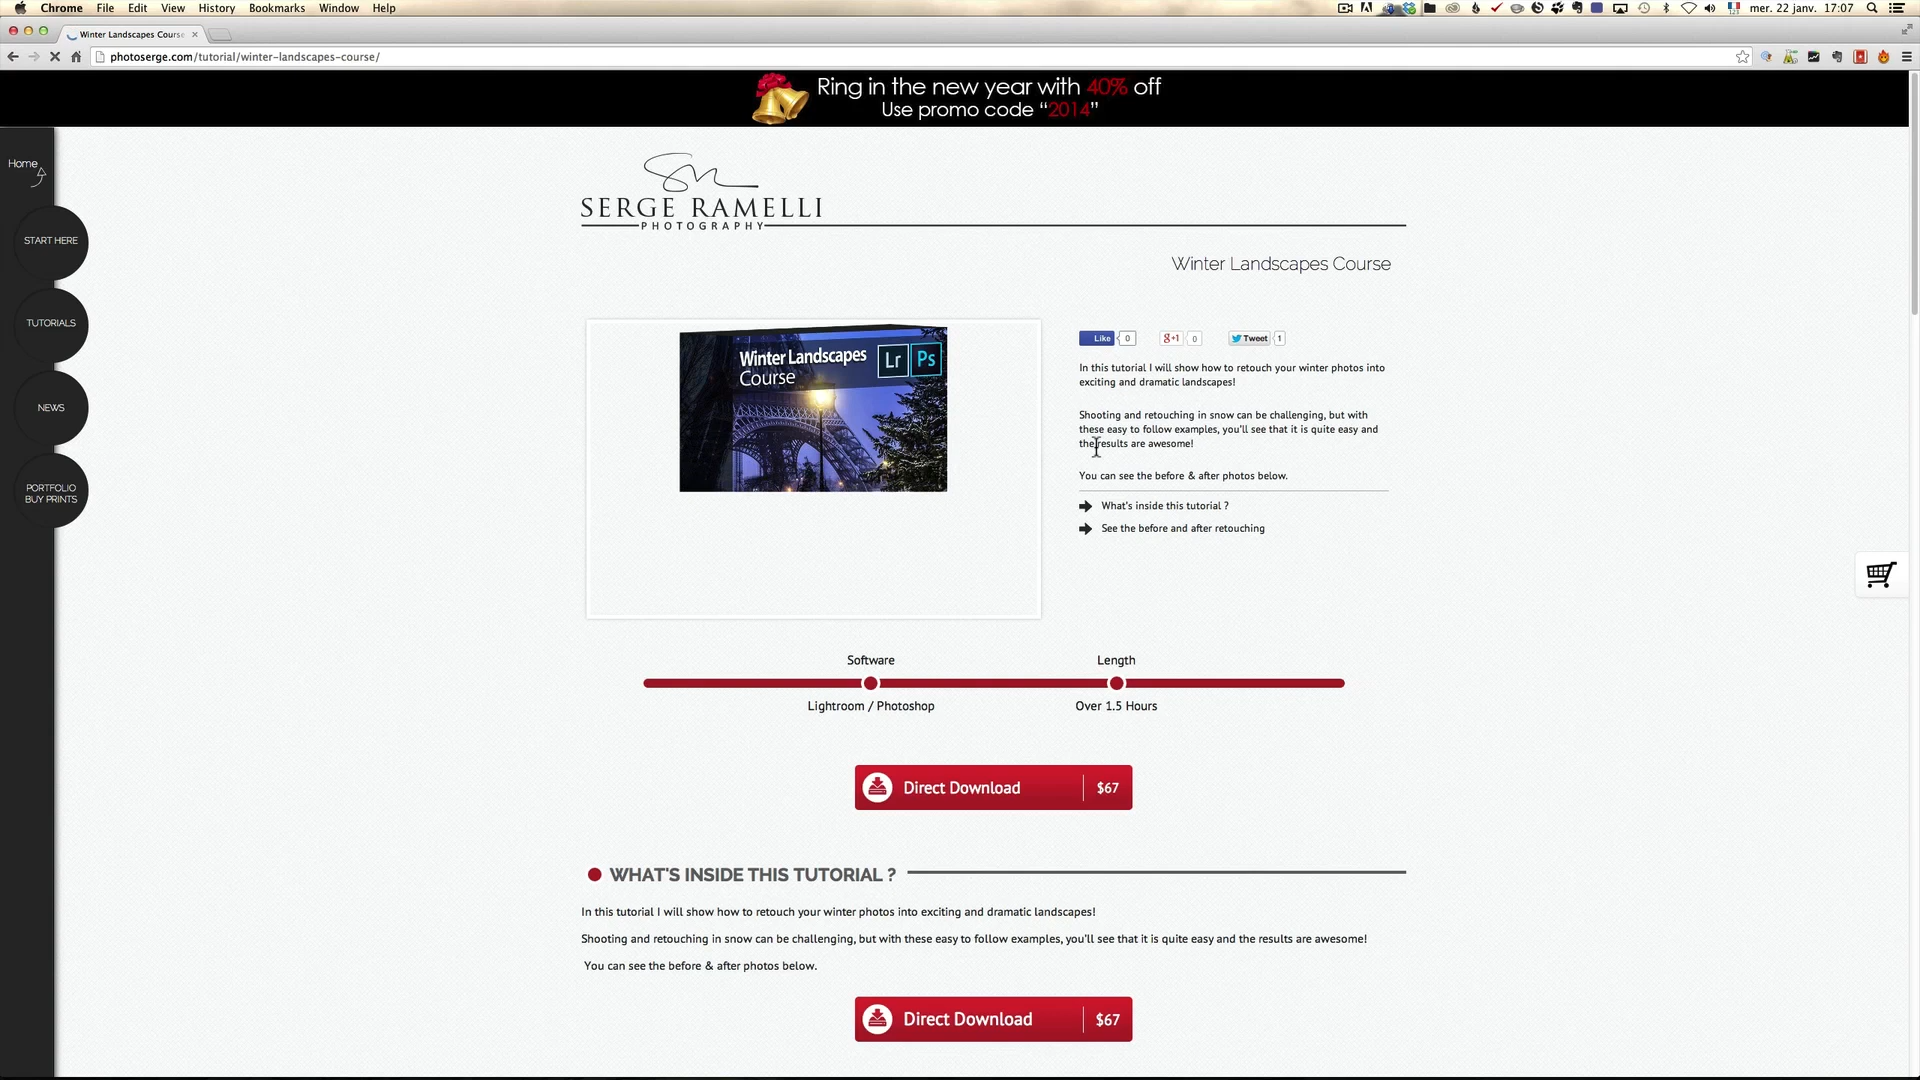 Chrome File Edit View History Bookmarks Window Help
mer. 22 janv. 17:07
Winter Landscapes Course
photoserge.com/tutorial/winter-landscapes-course/
Ring in the new year with 40% off
Use promo code “2014”
Home
START HERE
TUTORIALS
NEWS
PORTFOLIO
BUY PRINTS
SERGE RAMELLI
PHOTOGRAPHY
Winter Landscapes Course
Winter Landscapes
Course
Lr Ps
Like 0 g+1 0 Tweet 1
In this tutorial I will show how to retouch your winter photos into
exciting and dramatic landscapes!
Shooting and retouching in snow can be challenging, but with
these easy to follow examples, you'll see that it is quite easy and
the results are awesome!
You can see the before & after photos below.
What's inside this tutorial ?
See the before and after retouching
Software Length
Lightroom / Photoshop Over 1.5 Hours
Direct Download $67
WHAT'S INSIDE THIS TUTORIAL ?
In this tutorial I will show how to retouch your winter photos into exciting and dramatic landscapes!
Shooting and retouching in snow can be challenging, but with these easy to follow examples, you'll see that it is quite easy and the results are awesome!
You can see the before & after photos below.
Direct Download $67